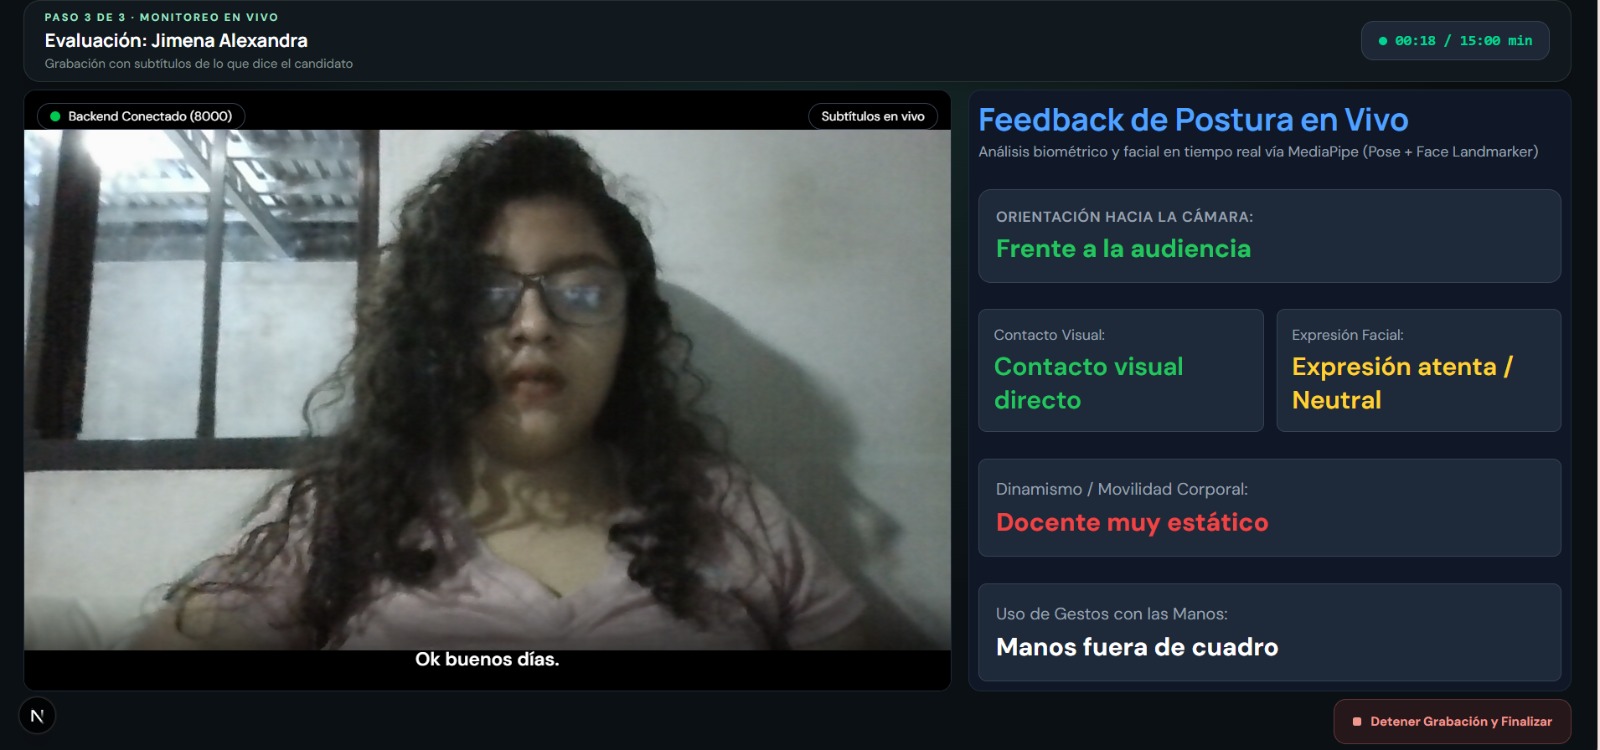 PASO 3 DE 3 · MONITOREO EN VIVO
Evaluación: Jimena Alexandra
Grabación con subtítulos de lo que dice el candidato
00:18 / 15:00 min
Backend Conectado (8000)
Subtítulos en vivo
Ok buenos días.
Feedback de Postura en Vivo
Análisis biométrico y facial en tiempo real vía MediaPipe (Pose + Face Landmarker)
ORIENTACIÓN HACIA LA CÁMARA:
Frente a la audiencia
Contacto Visual:
Contacto visual
directo
Expresión Facial:
Expresión atenta /
Neutral
Dinamismo / Movilidad Corporal:
Docente muy estático
Uso de Gestos con las Manos:
Manos fuera de cuadro
N
Detener Grabación y Finalizar